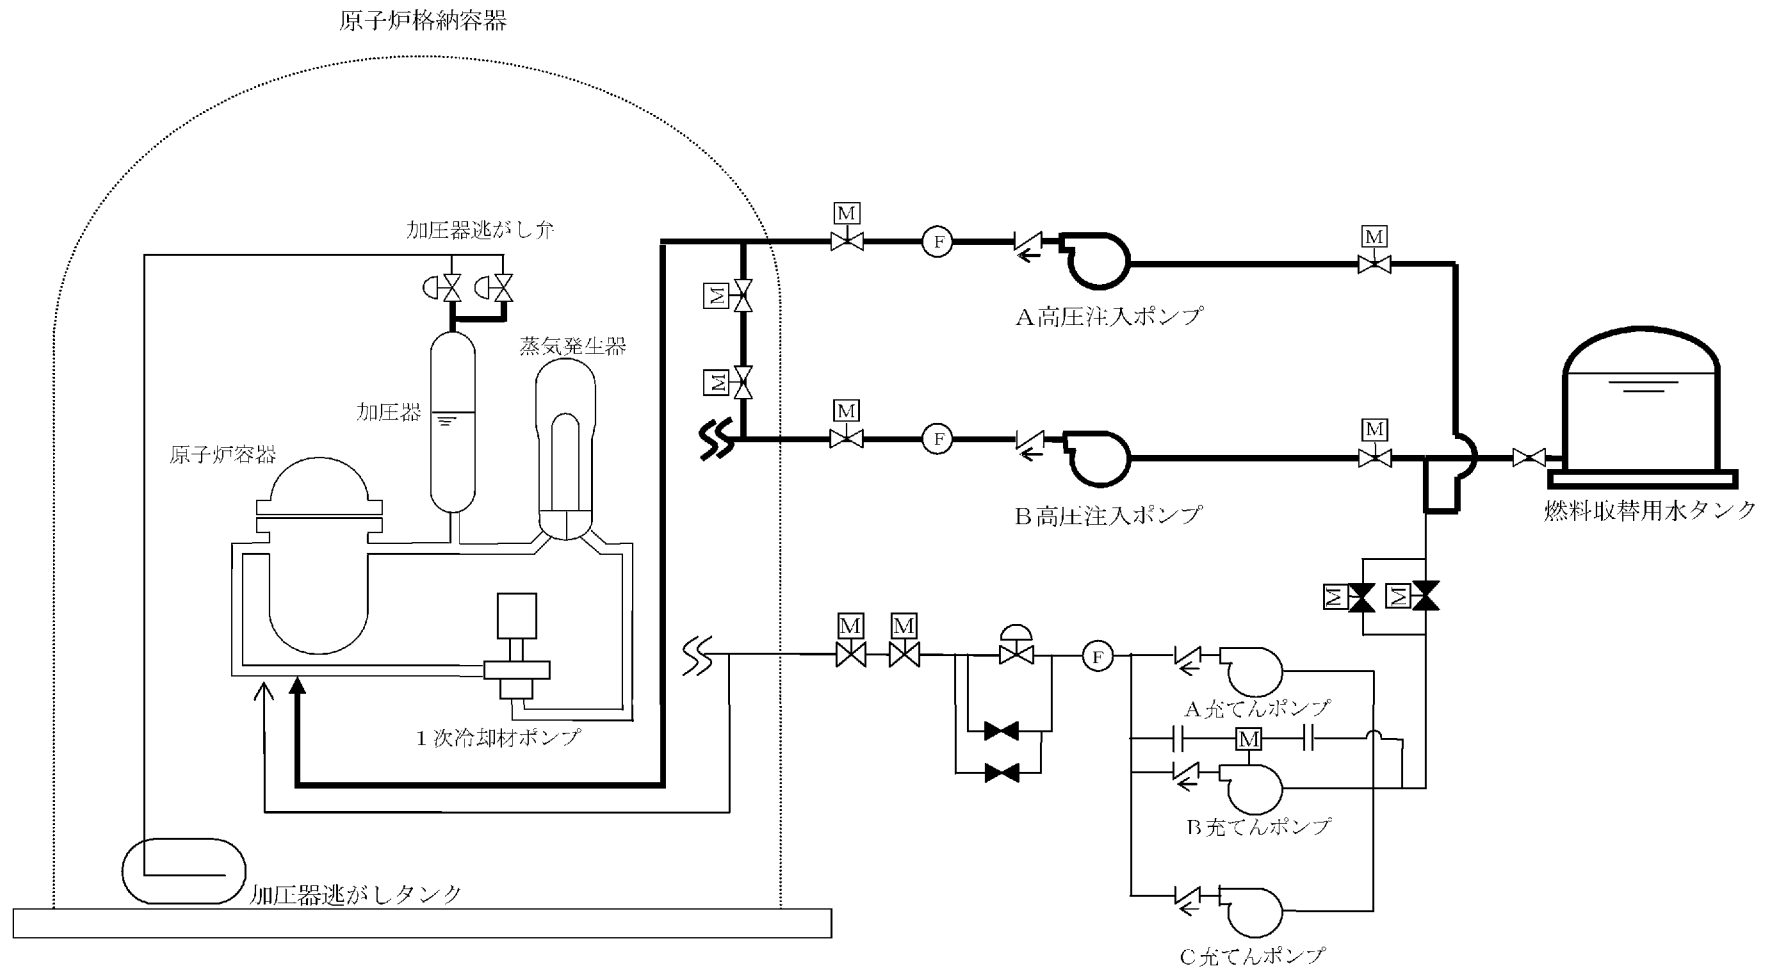 原子炉格納容器
M
M
加圧器逃がし弁
F
M
A高圧注入ポンプ
蒸気発生器
M
加圧器
M
M
F
原子炉容器
B高圧注入ポンプ
燃料取替用水タンク
M
M
M
M
F
A充てんポンプ
1次冷却材ポンプ
M
B充てんポンプ
加圧器逃がしタンク
C充てんポンプ